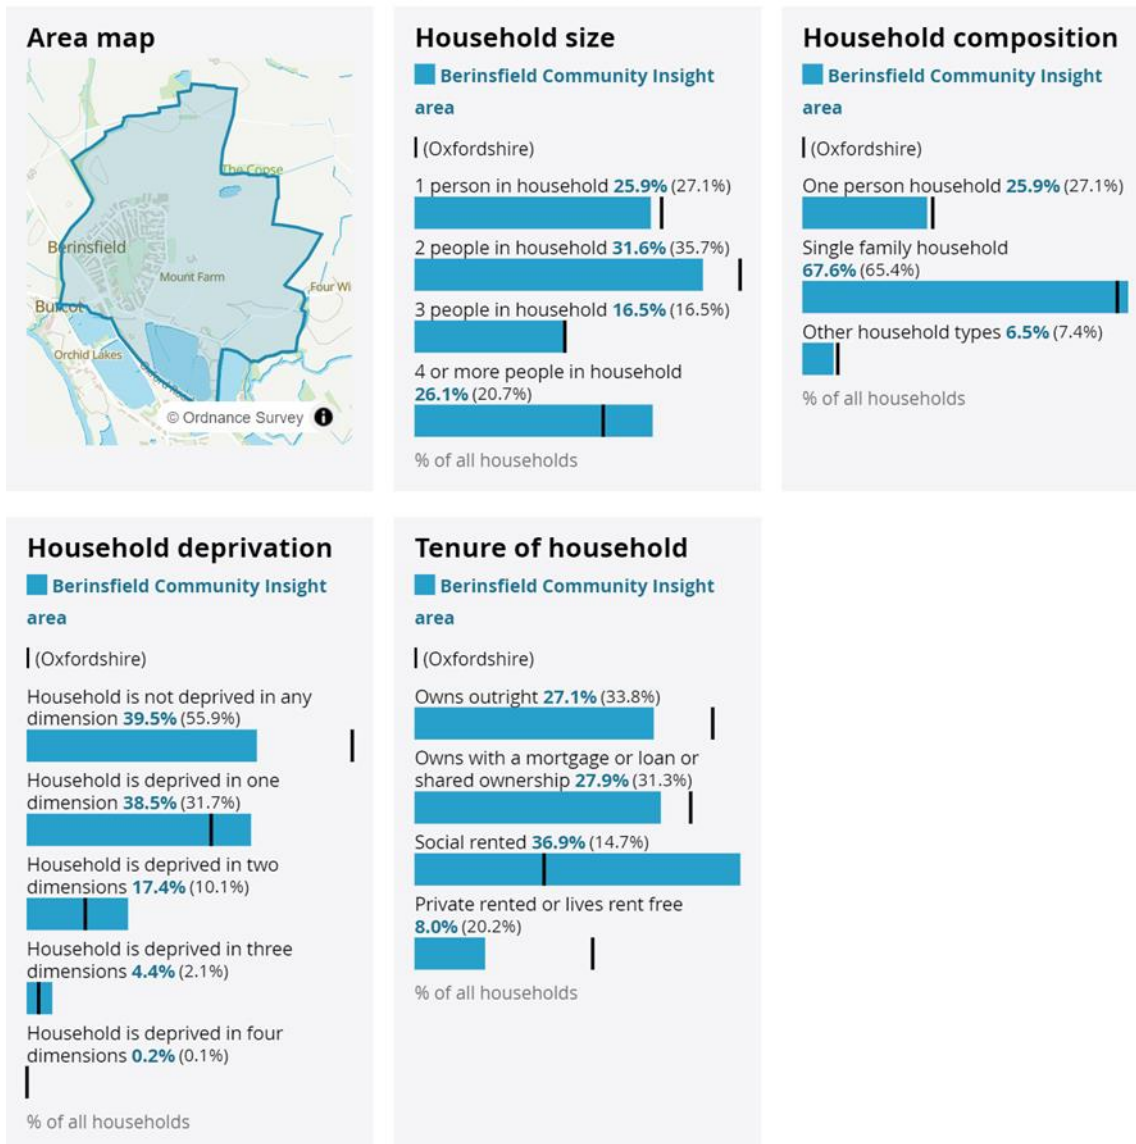 Area map
The Copse
Berinsfield
Mount Farm
Four Wi
Burcot
Orchid Lakes
© Ordnance Survey
Household size
Berinsfield Community Insight
area
(Oxfordshire)
1 person in household 25.9% (27.1%)
2 people in household 31.6% (35.7%)
3 people in household 16.5% (16.5%)
4 or more people in household
26.1% (20.7%)
% of all households
Household composition
Berinsfield Community Insight
area
(Oxfordshire)
One person household 25.9% (27.1%)
Single family household
67.6% (65.4%)
Other household types 6.5% (7.4%)
% of all households
Household deprivation
Berinsfield Community Insight
area
(Oxfordshire)
Household is not deprived in any
dimension 39.5% (55.9%)
Household is deprived in one
dimension 38.5% (31.7%)
Household is deprived in two
dimensions 17.4% (10.1%)
Household is deprived in three
dimensions 4.4% (2.1%)
Household is deprived in four
dimensions 0.2% (0.1%)
% of all households
Tenure of household
Berinsfield Community Insight
area
(Oxfordshire)
Owns outright 27.1% (33.8%)
Owns with a mortgage or loan or
shared ownership 27.9% (31.3%)
Social rented 36.9% (14.7%)
Private rented or lives rent free
8.0% (20.2%)
% of all households